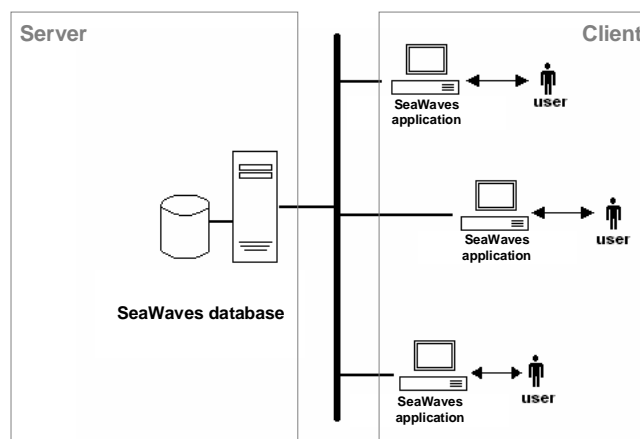 Server
Client
SeaWaves
application
user
SeaWaves
application
user
SeaWaves database
SeaWaves
application
user